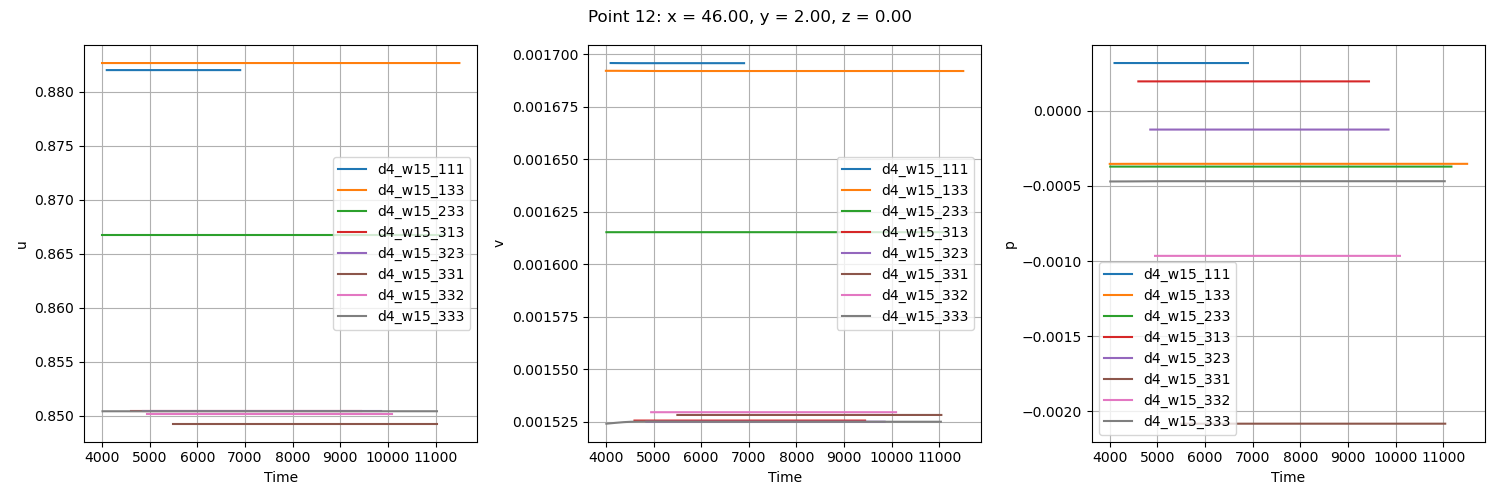 Point 12: x = 46.00, y = 2.00, z = 0.00
u
0.880
0.875
0.870
0.865
0.860
0.855
0.850
4000 5000 6000 7000 8000 9000 10000 11000
Time
d4_w15_111
d4_w15_133
d4_w15_233
d4_w15_313
d4_w15_323
d4_w15_331
d4_w15_332
d4_w15_333
v
0.001700
0.001675
0.001650
0.001625
0.001600
0.001575
0.001550
0.001525
4000 5000 6000 7000 8000 9000 10000 11000
Time
d4_w15_111
d4_w15_133
d4_w15_233
d4_w15_313
d4_w15_323
d4_w15_331
d4_w15_332
d4_w15_333
p
0.0000
−0.0005
−0.0010
−0.0015
−0.0020
4000 5000 6000 7000 8000 9000 10000 11000
Time
d4_w15_111
d4_w15_133
d4_w15_233
d4_w15_313
d4_w15_323
d4_w15_331
d4_w15_332
d4_w15_333